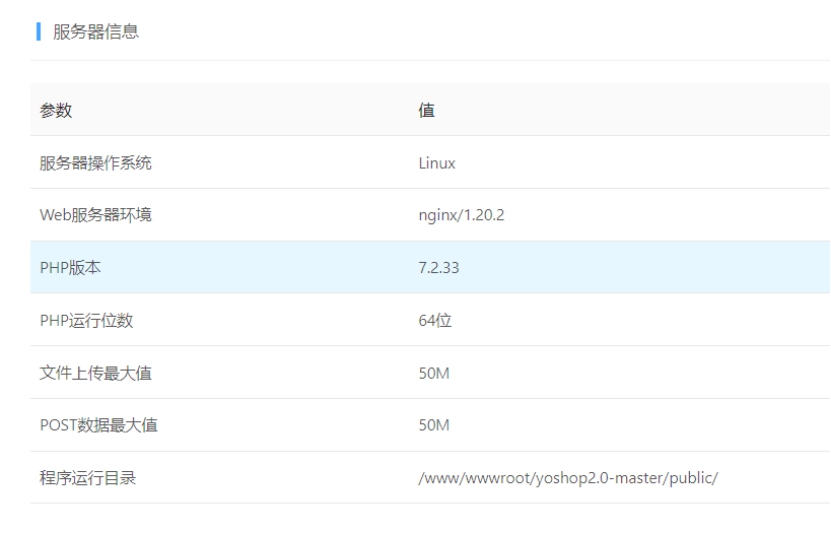 服务器信息
参数 值
服务器操作系统 Linux
Web服务器环境 nginx/1.20.2
PHP版本 7.2.33
PHP运行位数 64位
文件上传最大值 50M
POST数据最大值 50M
程序运行目录 /www/wwwroot/yoshop2.0-master/public/